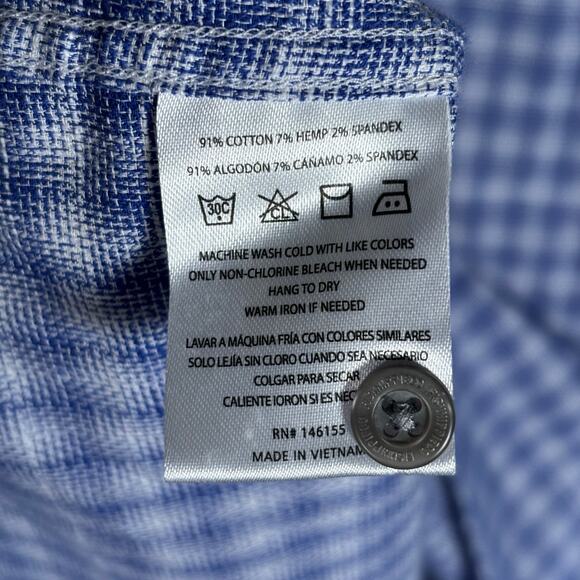 91% COTTON 7% HEMP 2% SPANDEX
91% ALGODÓN 7% CÁÑAMO 2% SPANDEX
30C CL
MACHINE WASH COLD WITH LIKE COLORS
ONLY NON-CHLORINE BLEACH WHEN NEEDED
HANG TO DRY
WARM IRON IF NEEDED
LAVAR A MÁQUINA FRÍA CON COLORES SIMILARES
SOLO LEJÍA SIN CLORO CUANDO SEA NECESARIO
COLGAR PARA SECAR
CALIENTE IORON SI ES
RN# 146155
MADE IN VIETNAM